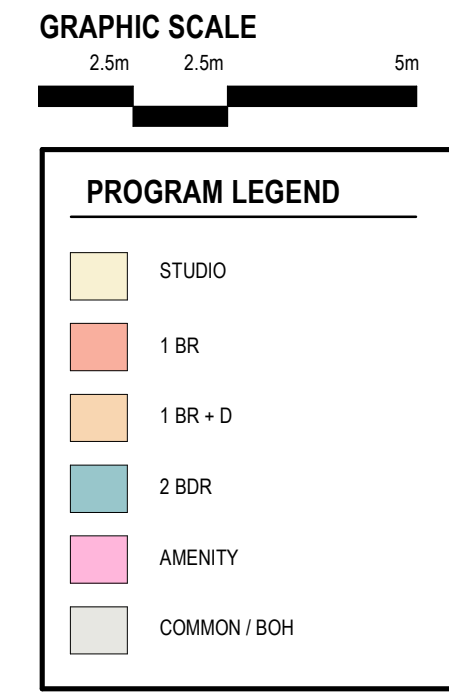 GRAPHIC SCALE
2.5m 2.5m 5m
PROGRAM LEGEND
STUDIO
1 BR
1 BR + D
2 BDR
AMENITY
COMMON / BOH